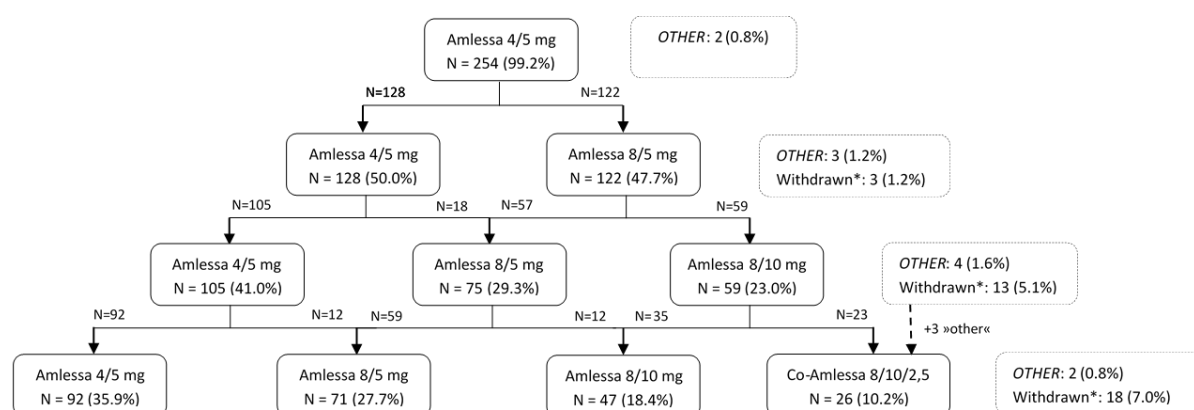 Amlessa 4/5 mg
N = 254 (99.2%)
OTHER: 2 (0.8%)
N=128
N=122
Amlessa 4/5 mg
N = 128 (50.0%)
Amlessa 8/5 mg
N = 122 (47.7%)
OTHER: 3 (1.2%)
Withdrawn*: 3 (1.2%)
N=105
N=18
N=57
N=59
Amlessa 4/5 mg
N = 105 (41.0%)
Amlessa 8/5 mg
N = 75 (29.3%)
Amlessa 8/10 mg
N = 59 (23.0%)
OTHER: 4 (1.6%)
Withdrawn*: 13 (5.1%)
N=92
N=12
N=59
N=12
N=35
N=23
+3 »other«
Amlessa 4/5 mg
N = 92 (35.9%)
Amlessa 8/5 mg
N = 71 (27.7%)
Amlessa 8/10 mg
N = 47 (18.4%)
Co-Amlessa 8/10/2,5
N = 26 (10.2%)
OTHER: 2 (0.8%)
Withdrawn*: 18 (7.0%)